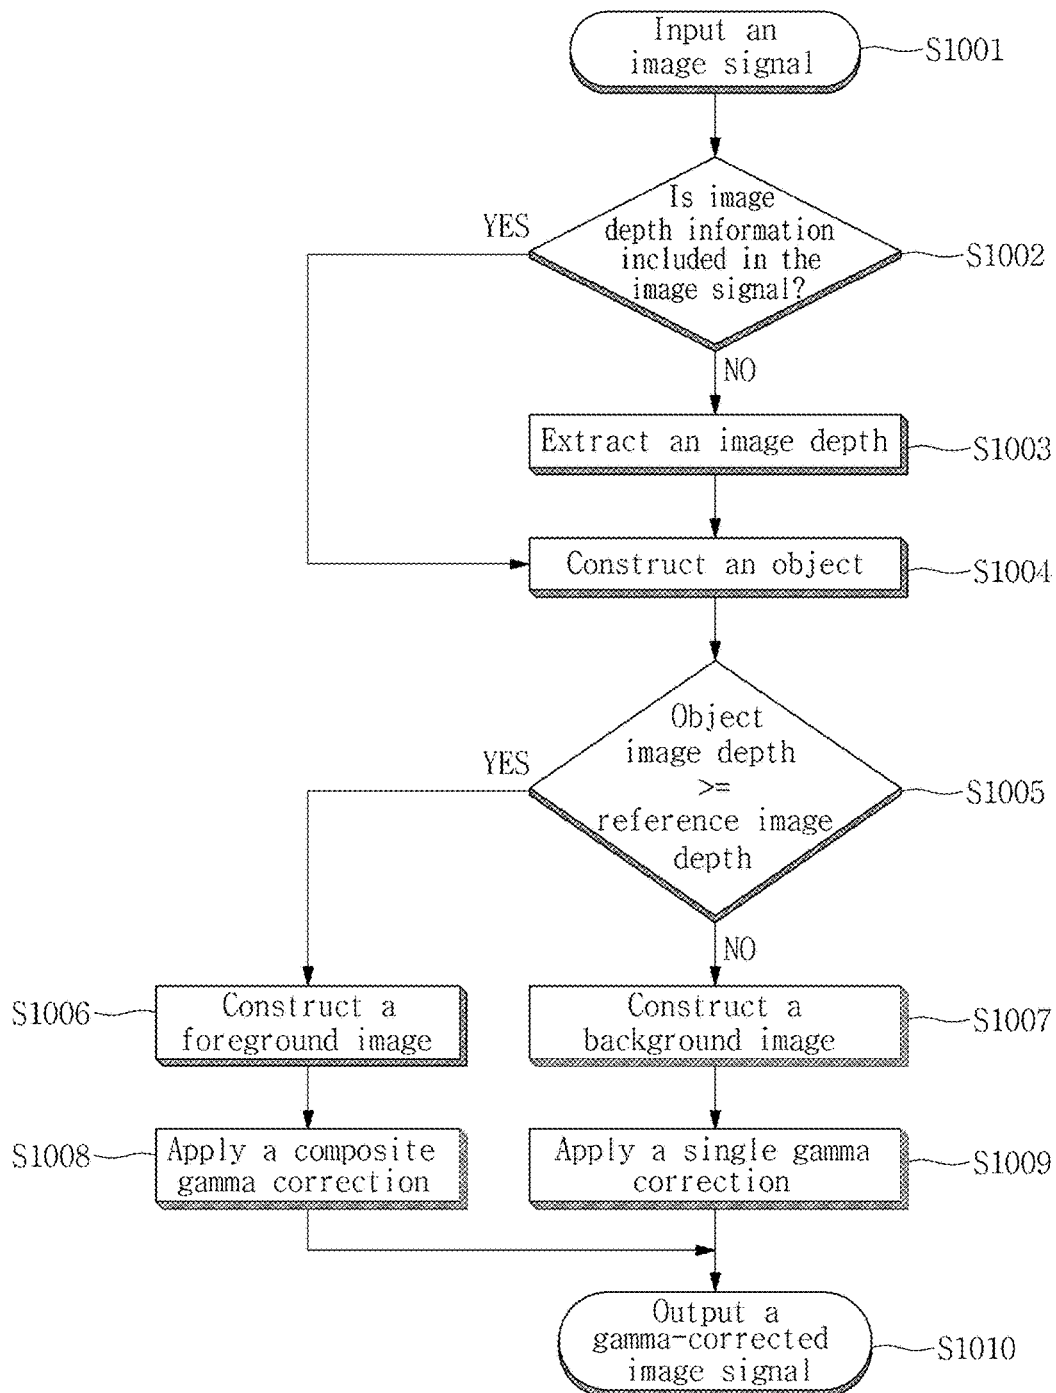 Input an
image signal
S1001
Is image
depth information
included in the
image signal?
YES
S1002
NO
Extract an image depth
S1003
Construct an object
S1004
Object
image depth
>=
reference image
depth
YES
S1005
NO
S1006
Construct a
foreground image
Construct a
background image
S1007
S1008
Apply a composite
gamma correction
Apply a single gamma
correction
S1009
Output a
gamma-corrected
image signal
S1010